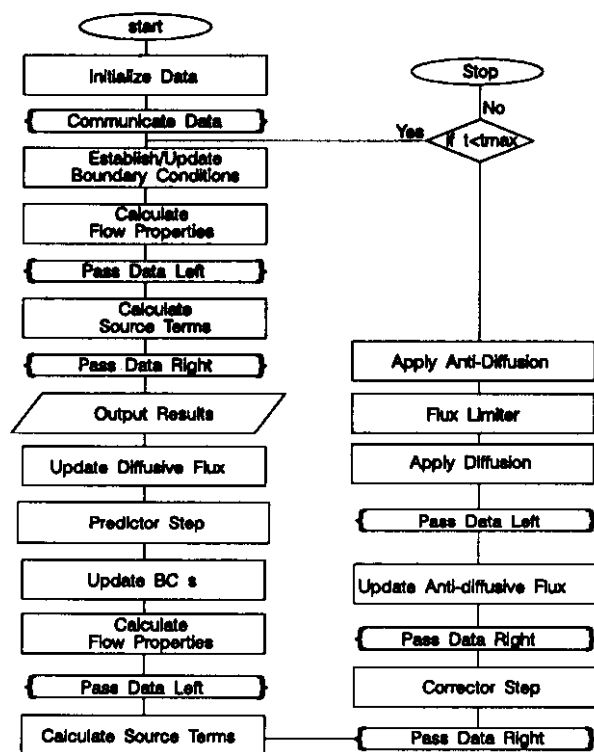 start
Initialize Data
Communicate Data
Establish/Update
Boundary Conditions
Calculate
Flow Properties
Pass Data Left
Calculate
Source Terms
Pass Data Right
Output Results
Update Diffusive Flux
Predictor Step
Update BC s
Calculate
Flow Properties
Pass Data Left
Calculate Source Terms
Stop
No
Yes
If t<tmax
Apply Anti-Diffusion
Flux Limiter
Apply Diffusion
Pass Data Left
Update Anti-diffusive Flux
Pass Data Right
Corrector Step
Pass Data Right